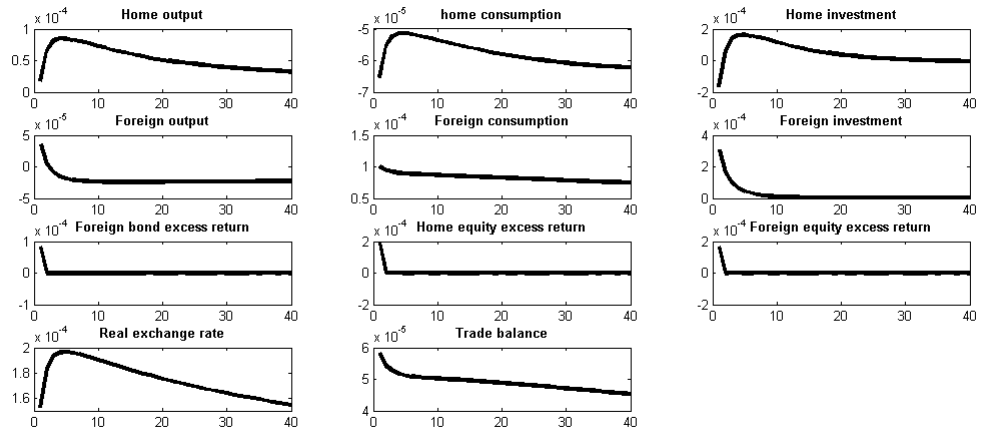 Home output
x 10^-4
1
0.5
0
0 10 20 30 40
home consumption
x 10^-5
-5
-6
-7
0 10 20 30 40
Home investment
x 10^-4
2
0
-2
0 10 20 30 40
Foreign output
x 10^-5
5
0
-5
0 10 20 30 40
Foreign consumption
x 10^-4
1.5
1
0.5
0 10 20 30 40
Foreign investment
x 10^-4
4
2
0
0 10 20 30 40
Foreign bond excess return
x 10^-4
1
0
-1
0 10 20 30 40
Home equity excess return
x 10^-4
2
0
-2
0 10 20 30 40
Foreign equity excess return
x 10^-4
2
0
-2
0 10 20 30 40
Real exchange rate
x 10^-4
2
1.8
1.6
0 10 20 30 40
Trade balance
x 10^-5
6
5
4
0 10 20 30 40